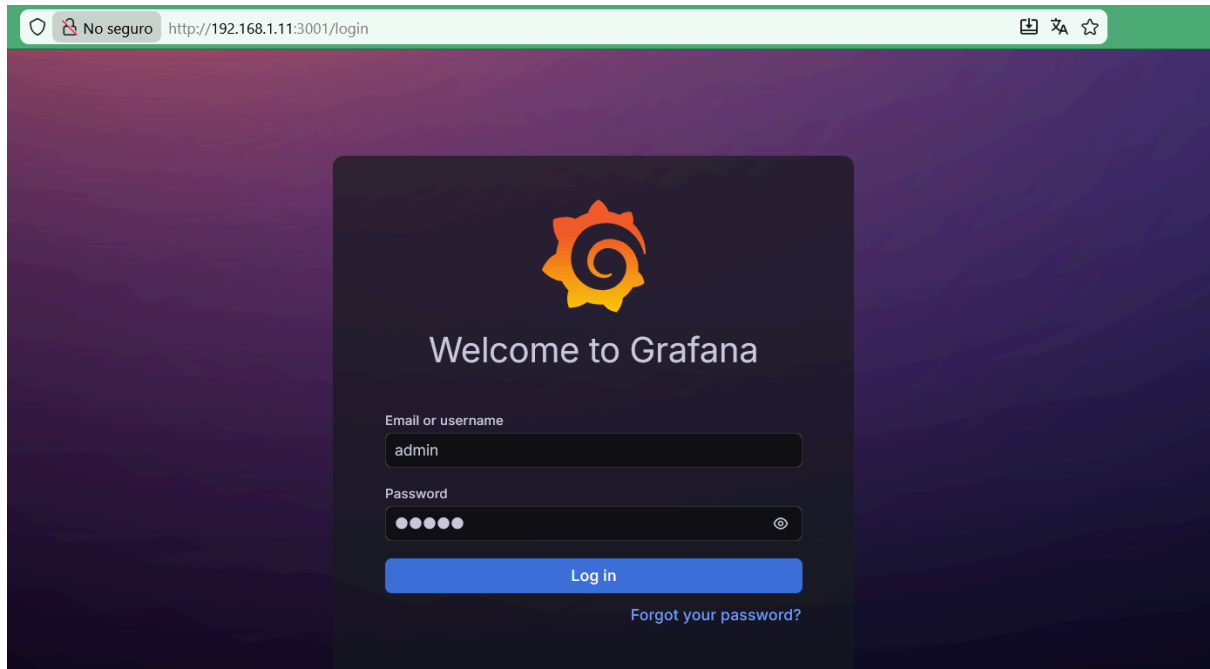 No seguro http://192.168.1.11:3001/login
Welcome to Grafana
Email or username
admin
Password
●●●●●
Log in
Forgot your password?